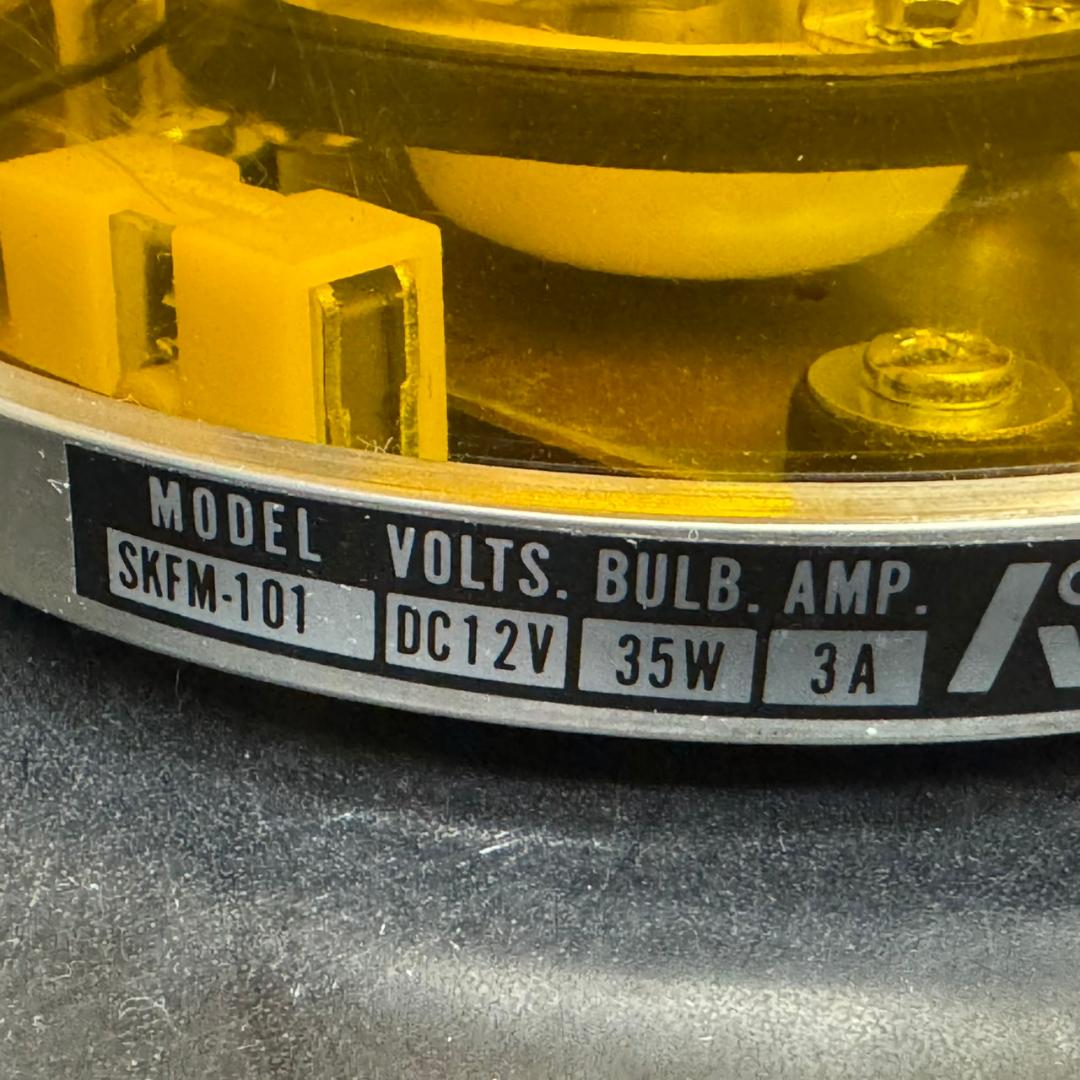 MODEL VOLTS. BULB. AMP.
SKFM-101 DC12V 35W 3A